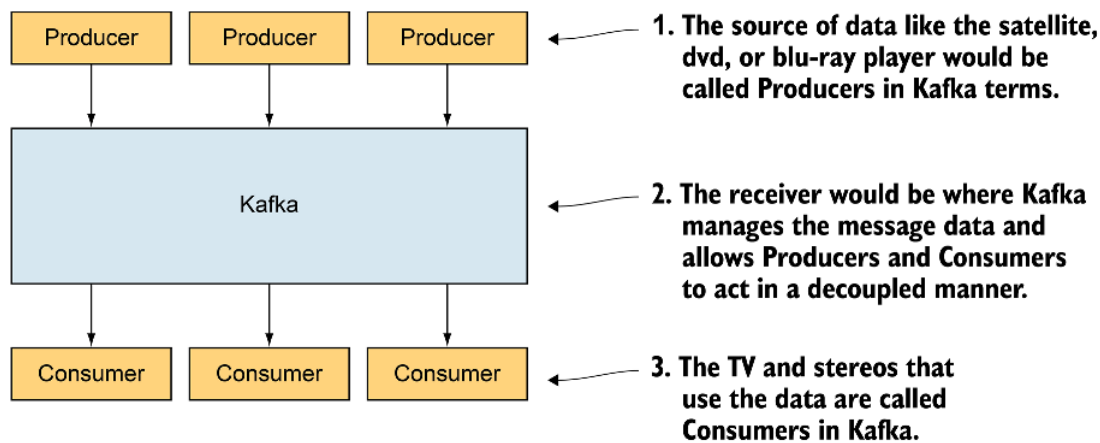 Producer
Producer
Producer
1. The source of data like the satellite,
dvd, or blu-ray player would be
called Producers in Kafka terms.
Kafka
2. The receiver would be where Kafka
manages the message data and
allows Producers and Consumers
to act in a decoupled manner.
Consumer
Consumer
Consumer
3. The TV and stereos that
use the data are called
Consumers in Kafka.